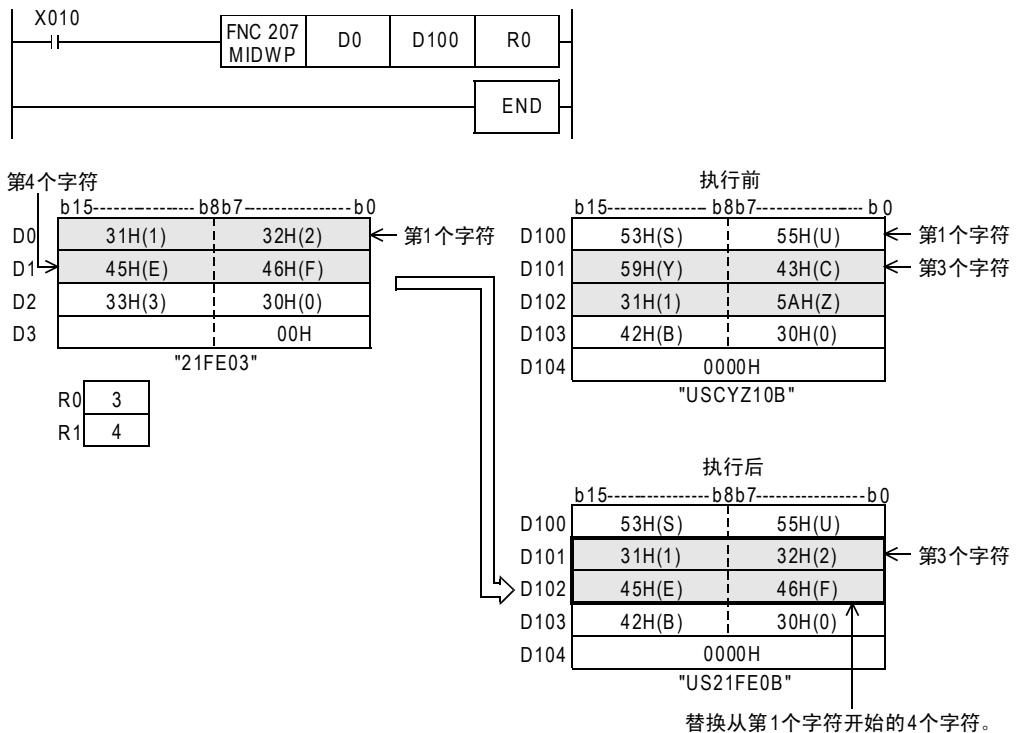 X010
FNC 207
MIDWP
D0
D100
R0
END
第4个字符
b15 b8b7 b0
D0 31H(1) 32H(2) 第1个字符
D1 45H(E) 46H(F)
D2 33H(3) 30H(0)
D3 00H
"21FE03"
R0 3
R1 4
执行前
b15 b8b7 b0
D100 53H(S) 55H(U) 第1个字符
D101 59H(Y) 43H(C) 第3个字符
D102 31H(1) 5AH(Z)
D103 42H(B) 30H(0)
D104 0000H
"USCYZ10B"
执行后
b15 b8b7 b0
D100 53H(S) 55H(U)
D101 31H(1) 32H(2) 第3个字符
D102 45H(E) 46H(F)
D103 42H(B) 30H(0)
D104 0000H
"US21FE0B"
替换从第1个字符开始的4个字符。